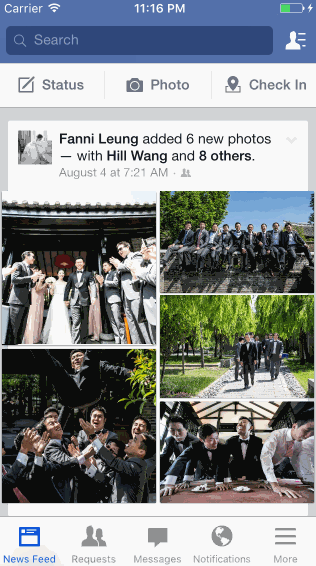 Carrier 11:16 PM
Search
Status Photo Check In
Fanni Leung added 6 new photos
— with Hill Wang and 8 others.
August 4 at 7:21 AM ·
News Feed Requests Messages Notifications More